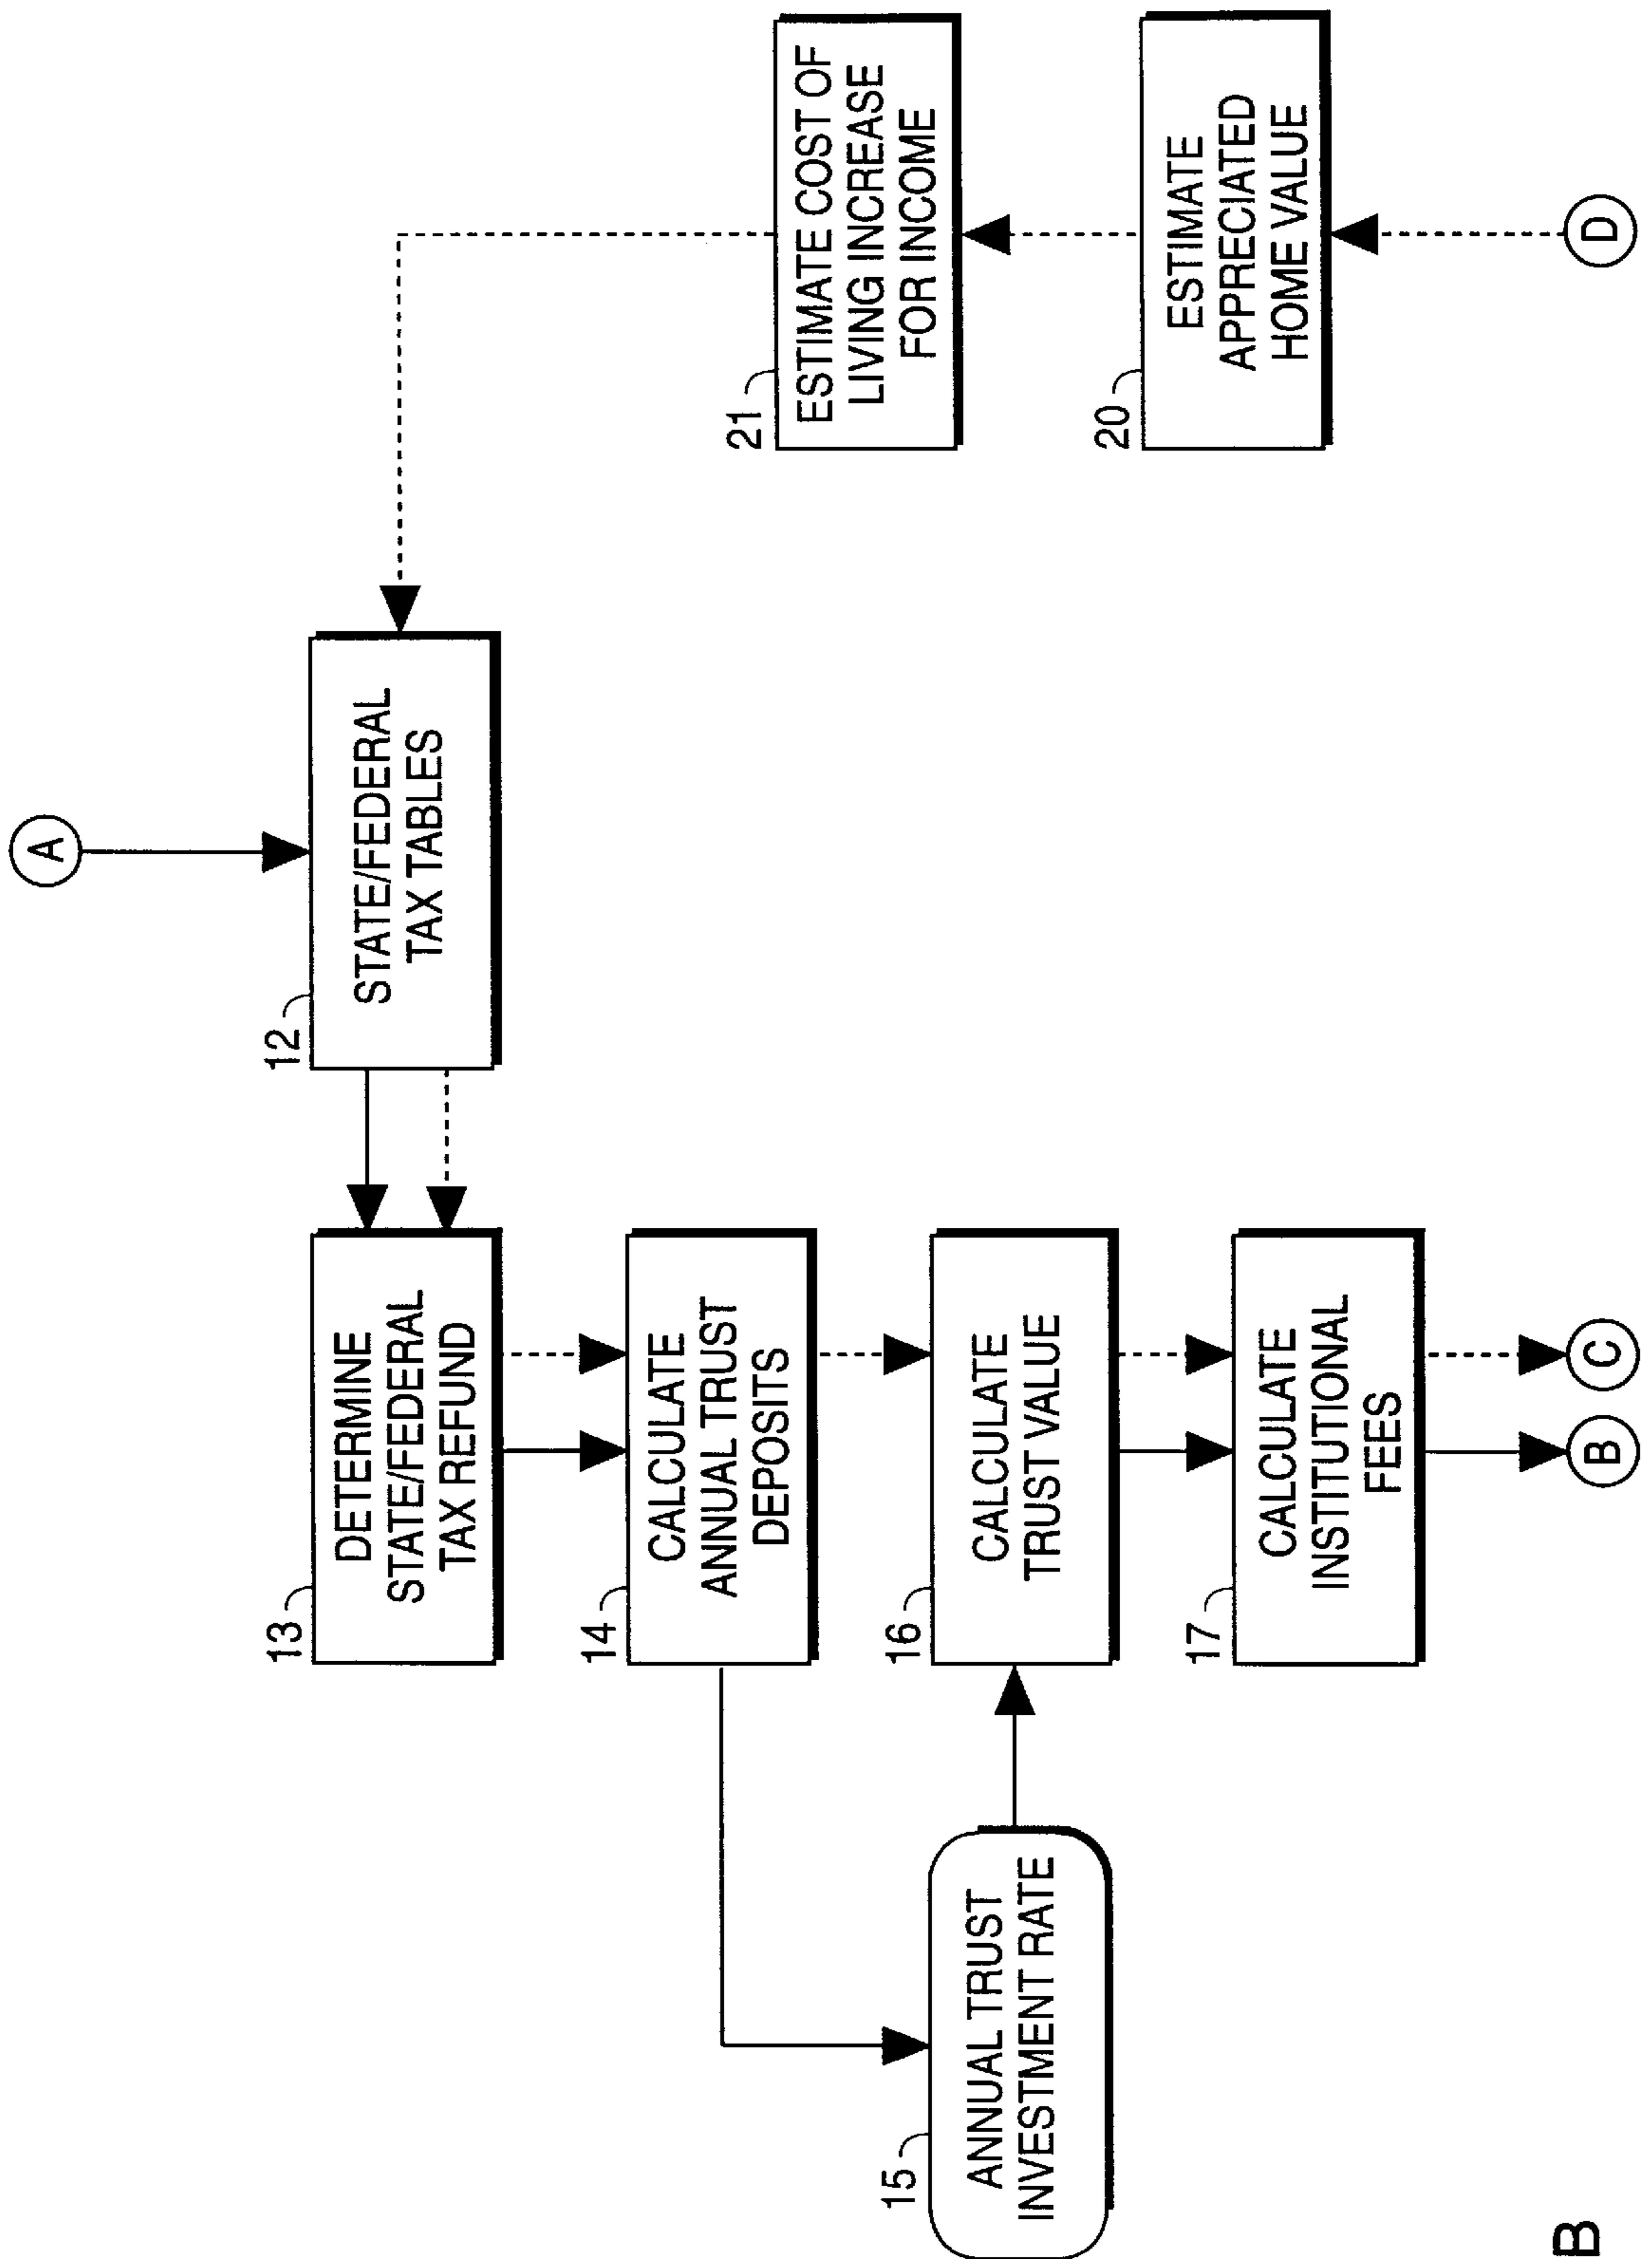 A
13
DETERMINE
STATE/FEDERAL
TAX REFUND
12
STATE/FEDERAL
TAX TABLES
14
CALCULATE
ANNUAL TRUST
DEPOSITS
21
ESTIMATE COST OF
LIVING INCREASE
FOR INCOME
15
ANNUAL TRUST
INVESTMENT RATE
16
CALCULATE
TRUST VALUE
20
ESTIMATE
APPRECIATED
HOME VALUE
17
CALCULATE
INSTITUTIONAL
FEES
B
B
C
D